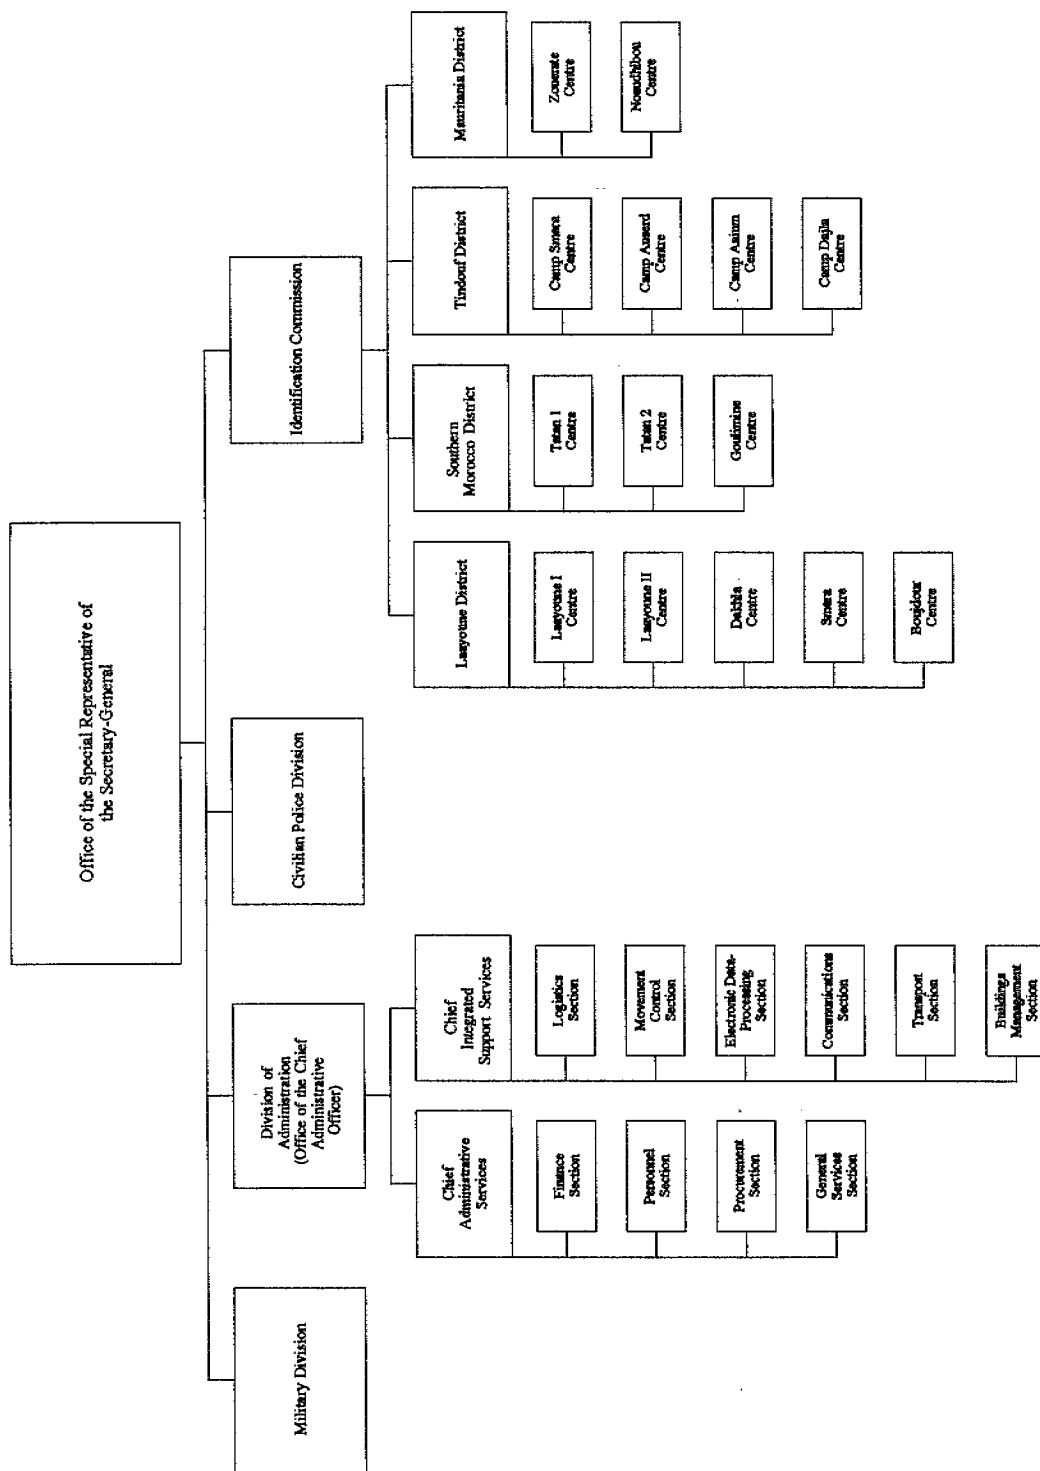 Office of the Special Representative of
the Secretary-General
Military Division
Division of
Administration
(Office of the Chief
Administrative
Officer)
Civilian Police Division
Identification Commission
Chief
Administrative
Services
Finance
Section
Personnel
Section
Procurement
Section
General
Services
Section
Chief
Integrated
Support Services
Logistics
Section
Movement
Control
Section
Electronic Data-
Processing
Section
Communications
Section
Transport
Section
Buildings
Management
Section
Laayoune District
Laayoune I
Centre
Laayoune II
Centre
Dakhla
Centre
Smara
Centre
Boujdour
Centre
Southern
Morocco District
Tatan 1
Centre
Tatan 2
Centre
Goulimine
Centre
Tindouf District
Camp Smara
Centre
Camp Auserd
Centre
Camp Aaiun
Centre
Camp Dajla
Centre
Mauritania District
Zouerate
Centre
Nouadhibou
Centre